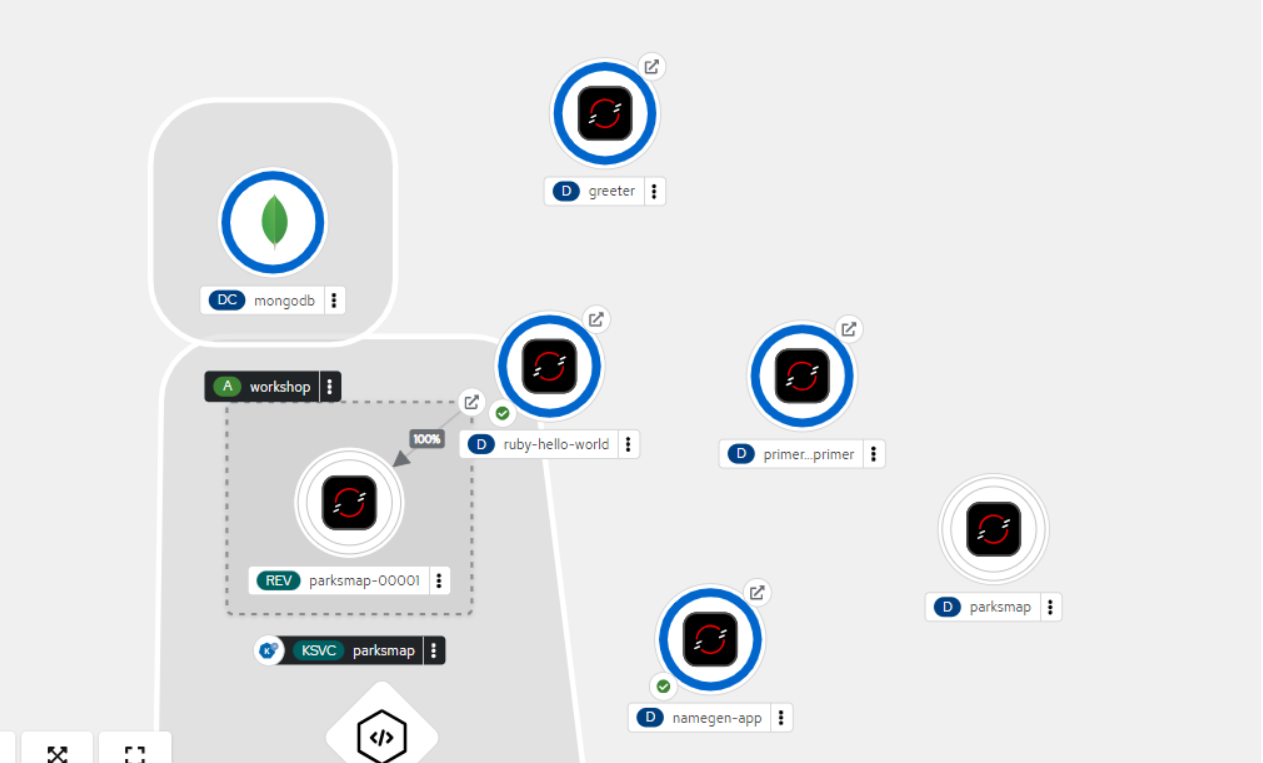 D greeter
DC mongodb
A workshop
100%
D ruby-hello-world
D primer...primer
REV parksmap-00001
D parksmap
K KSVC parksmap
D namegen-app